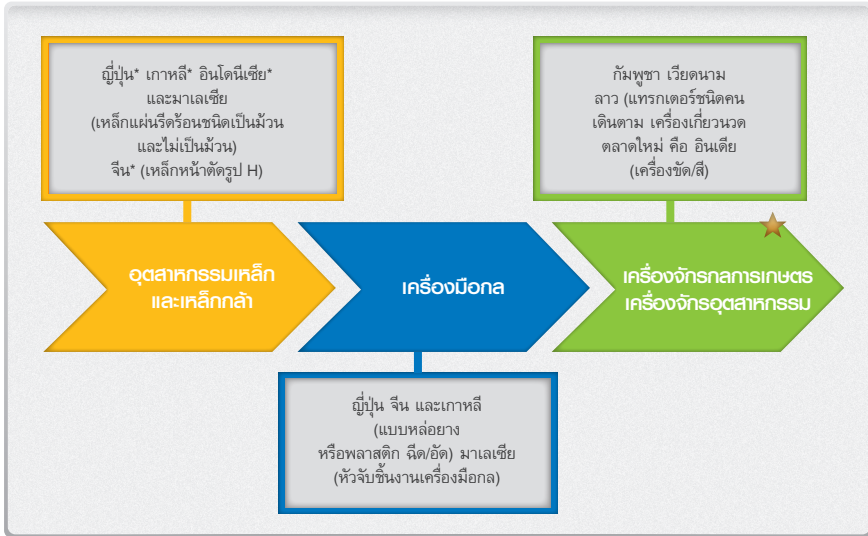 ญี่ปุ่น* เกาหลี* อินโดนีเซีย*
และมาเลเซีย
(เหล็กแผ่นรีดร้อนชนิดเป็นม้วน
และไม่เป็นม้วน)
จีน* (เหล็กหน้าตัดรูป H)
กัมพูชา เวียดนาม
ลาว (แทรกเตอร์ชนิดคน
เดินตาม เครื่องเกี่ยวนวด
ตลาดใหม่ คือ อินเดีย
(เครื่องขัด/สี)
อุตสาหกรรมเหล็ก
และเหล็กกล้า
เครื่องมือกล
เครื่องจักรกลการเกษตร
เครื่องจักรอุตสาหกรรม
ญี่ปุ่น จีน และเกาหลี
(แบบหล่อยาง
หรือพลาสติก ฉีด/อัด) มาเลเซีย
(หัวจับชิ้นงานเครื่องมือกล)